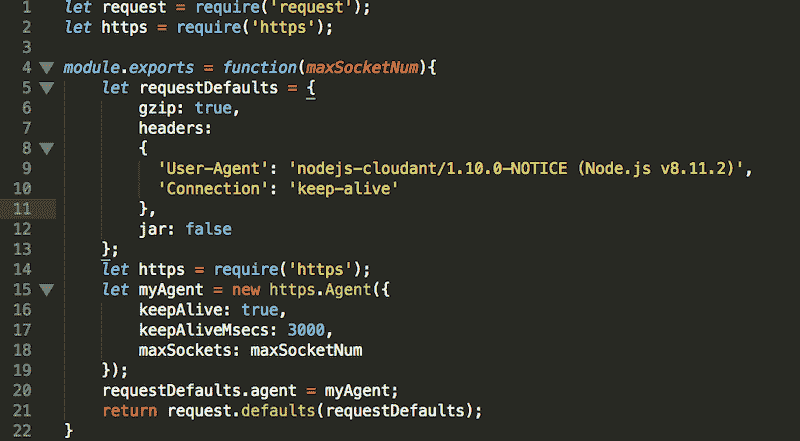 1 let request = require('request');
2 let https = require('https');
3
4 module.exports = function(maxSocketNum){
5     let requestDefaults = {
6         gzip: true,
7         headers:
8         {
9           'User-Agent': 'nodejs-cloudant/1.10.0-NOTICE (Node.js v8.11.2)',
10           'Connection': 'keep-alive'
11         },
12         jar: false
13     };
14     let https = require('https');
15     let myAgent = new https.Agent({
16         keepAlive: true,
17         keepAliveMsecs: 3000,
18         maxSockets: maxSocketNum
19     });
20     requestDefaults.agent = myAgent;
21     return request.defaults(requestDefaults);
22 }